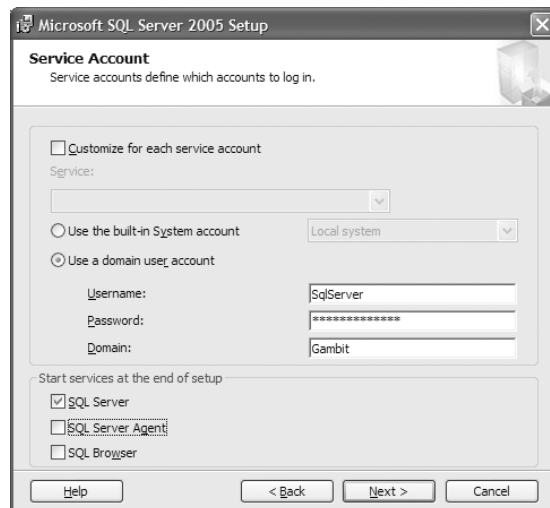 Microsoft SQL Server 2005 Setup
Service Account
Service accounts define which accounts to log in.
Customize for each service account
Service:
Use the built-in System account
Local system
Use a domain user account
Username:
SqlServer
Password:
*************
Domain:
Gambit
Start services at the end of setup
SQL Server
SQL Server Agent
SQL Browser
Help
< Back
Next >
Cancel